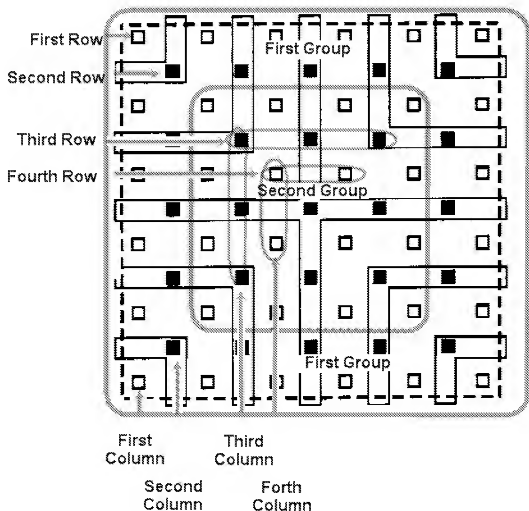 First Row
First Group
Second Row
Third Row
Fourth Row
Second Group
First Group
First
Column
Third
Column
Second
Column
Forth
Column